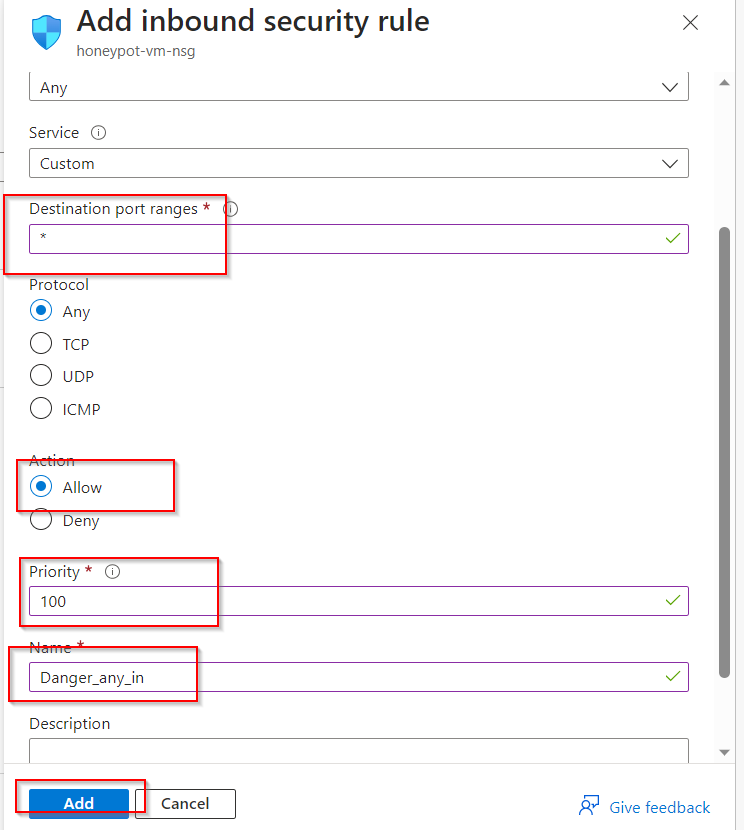 Add inbound security rule
honeypot-vm-nsg
Any
Service
Custom
Destination port ranges *
*
Protocol
Any
TCP
UDP
ICMP
Action
Allow
Deny
Priority *
100
Name *
Danger_any_in
Description
Add Cancel Give feedback